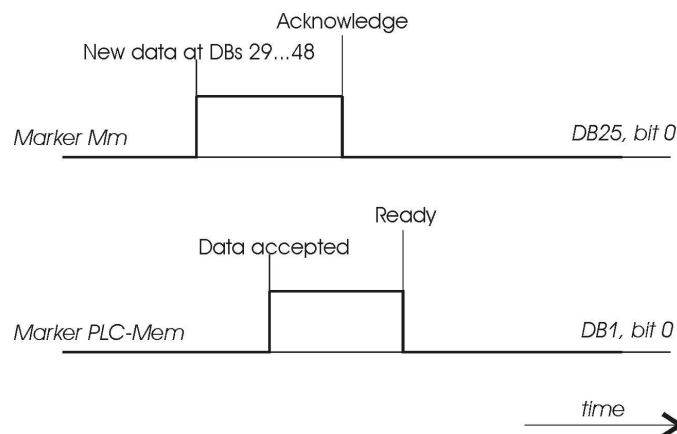 Acknowledge
New data at DBs 29...48
Marker Mm
DB25, bit 0
Ready
Data accepted
Marker PLC-Mem
DB1, bit 0
time